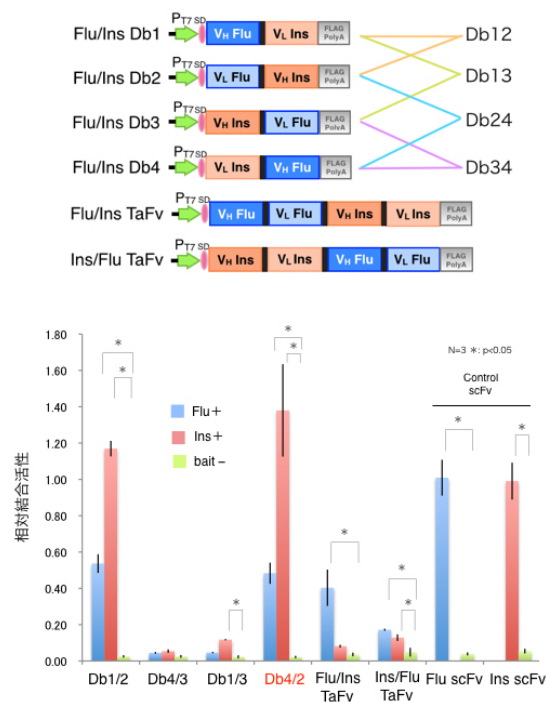 Flu/Ins Db1 PT7 SD VH Flu VL Ins FLAG PolyA Db12
Flu/Ins Db2 PT7 SD VL Flu VH Ins FLAG PolyA Db13
Flu/Ins Db3 PT7 SD VH Ins VL Flu FLAG PolyA Db24
Flu/Ins Db4 PT7 SD VL Ins VH Flu FLAG PolyA Db34
Flu/Ins TaFv PT7 SD VH Flu VL Flu VH Ins VL Ins FLAG PolyA
Ins/Flu TaFv PT7 SD VH Ins VL Ins VH Flu VL Flu FLAG PolyA
相対結合活性
1.80
1.60
1.40
1.20
1.00
0.80
0.60
0.40
0.20
0.00
Flu+
Ins+
bait-
N=3 *: p<0.05
Control
scFv
* * * * * * * * * *
Db1/2 Db4/3 Db1/3 Db4/2 Flu/Ins TaFv Ins/Flu TaFv Flu scFv Ins scFv